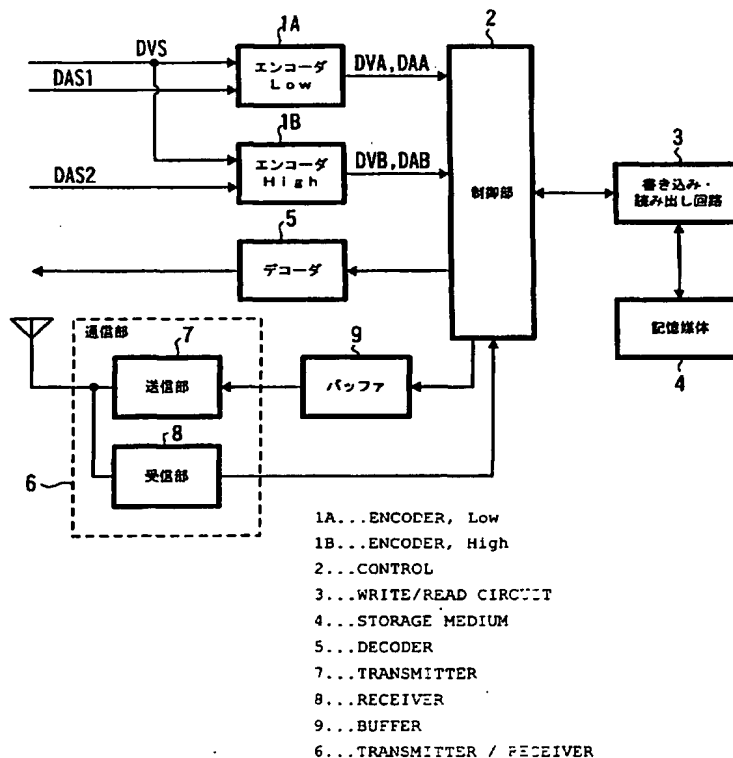 1A
2
DVS
エンコーダ
Low
DVA, DAA
DAS1
1B
エンコーダ
High
DVB, DAB
DAS2
3
書き込み・
読み出し回路
制御部
5
デコーダ
記憶媒体
4
通信部
7
送信部
9
バッファ
8
受信部
6
1A...ENCODER, Low
1B...ENCODER, High
2...CONTROL
3...WRITE/READ CIRCUIT
4...STORAGE MEDIUM
5...DECODER
7...TRANSMITTER
8...RECEIVER
9...BUFFER
6...TRANSMITTER / RECEIVER